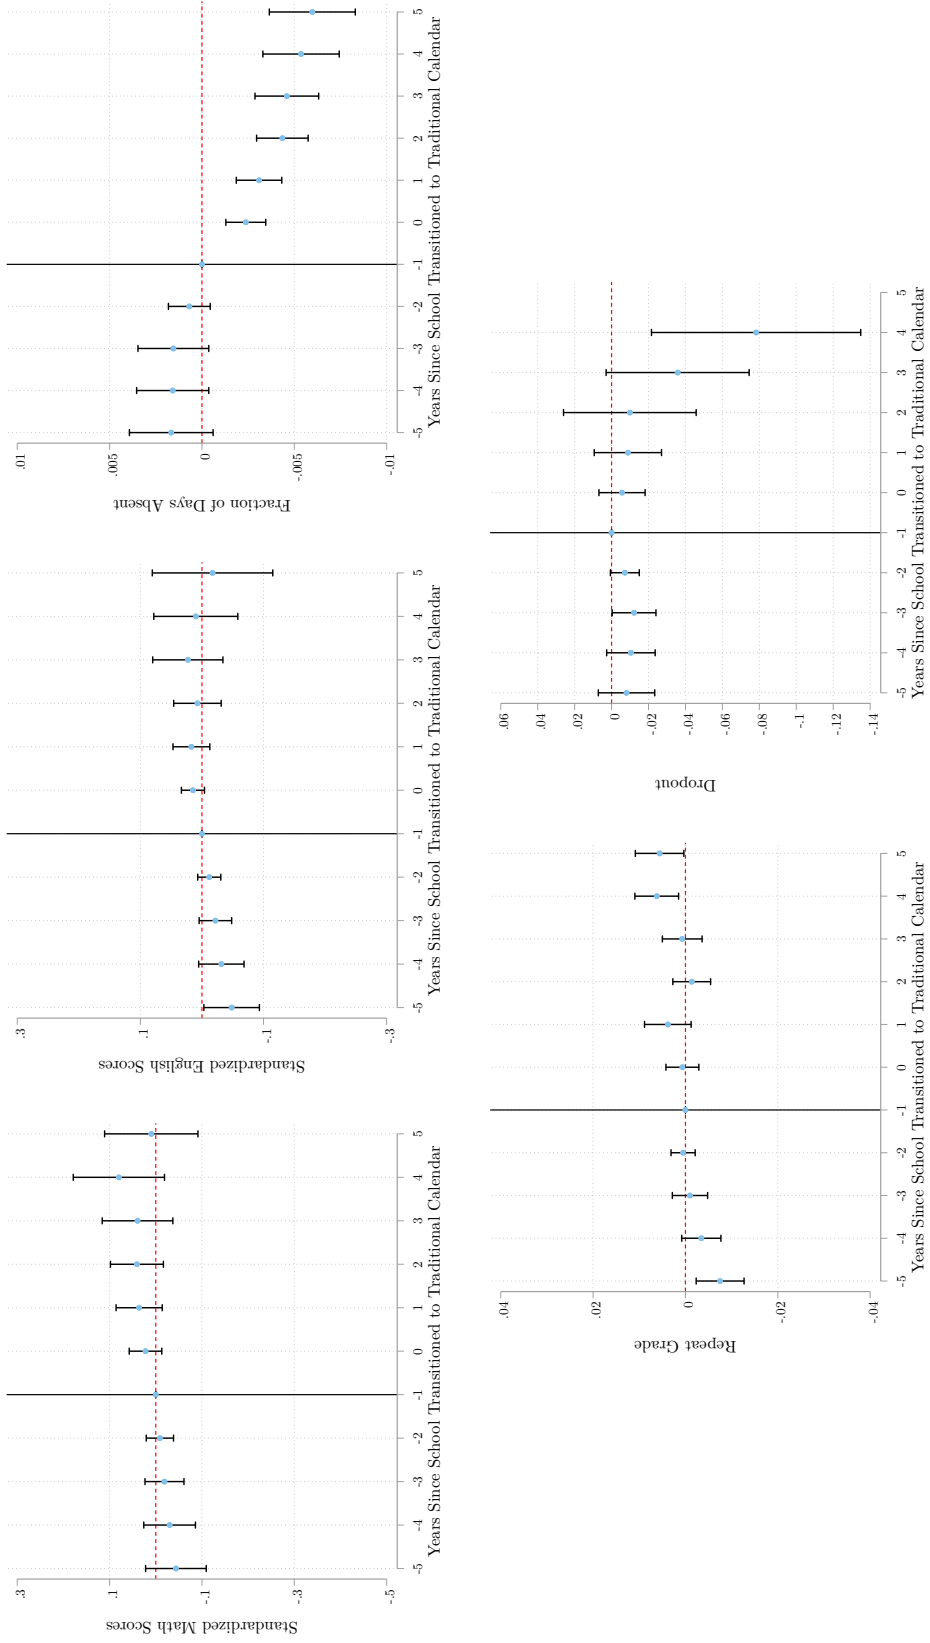 Standardized Math Scores
.3
.1
-.1
-.3
-.5
-5 -4 -3 -2 -1 0 1 2 3 4 5
Years Since School Transitioned to Traditional Calendar
Standardized English Scores
.3
.1
-.1
-.3
-5 -4 -3 -2 -1 0 1 2 3 4 5
Years Since School Transitioned to Traditional Calendar
Fraction of Days Absent
.01
.005
0
-.005
-.01
-5 -4 -3 -2 -1 0 1 2 3 4 5
Years Since School Transitioned to Traditional Calendar
Repeat Grade
.04
.02
0
-.02
-.04
-5 -4 -3 -2 -1 0 1 2 3 4 5
Years Since School Transitioned to Traditional Calendar
Dropout
.06
.04
.02
0
-.02
-.04
-.06
-.08
-.1
-.12
-.14
-5 -4 -3 -2 -1 0 1 2 3 4 5
Years Since School Transitioned to Traditional Calendar